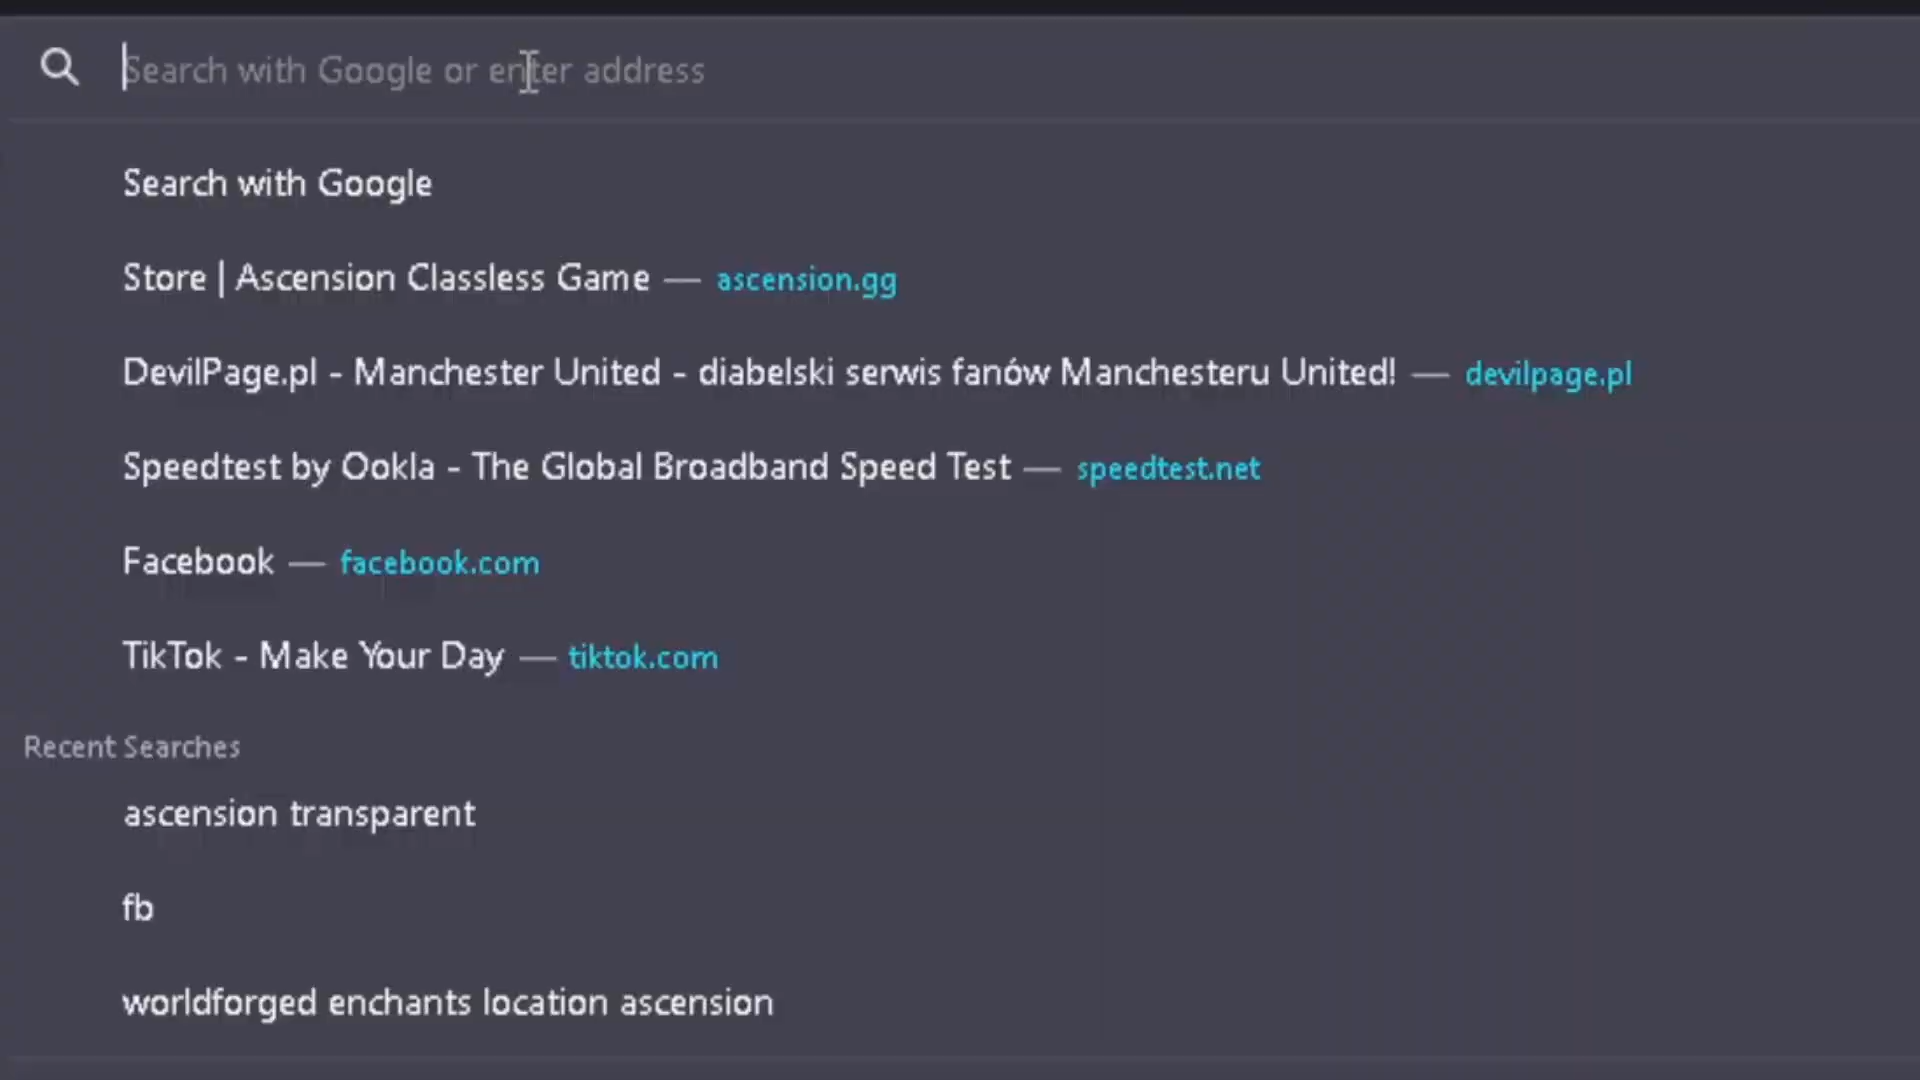 Search with Google or enter address
Search with Google
Store | Ascension Classless Game — ascension.gg
DevilPage.pl - Manchester United - diabelski serwis fanów Manchesteru United! — devilpage.pl
Speedtest by Ookla - The Global Broadband Speed Test — speedtest.net
Facebook — facebook.com
TikTok - Make Your Day — tiktok.com
Recent Searches
ascension transparent
fb
worldforged enchants location ascension